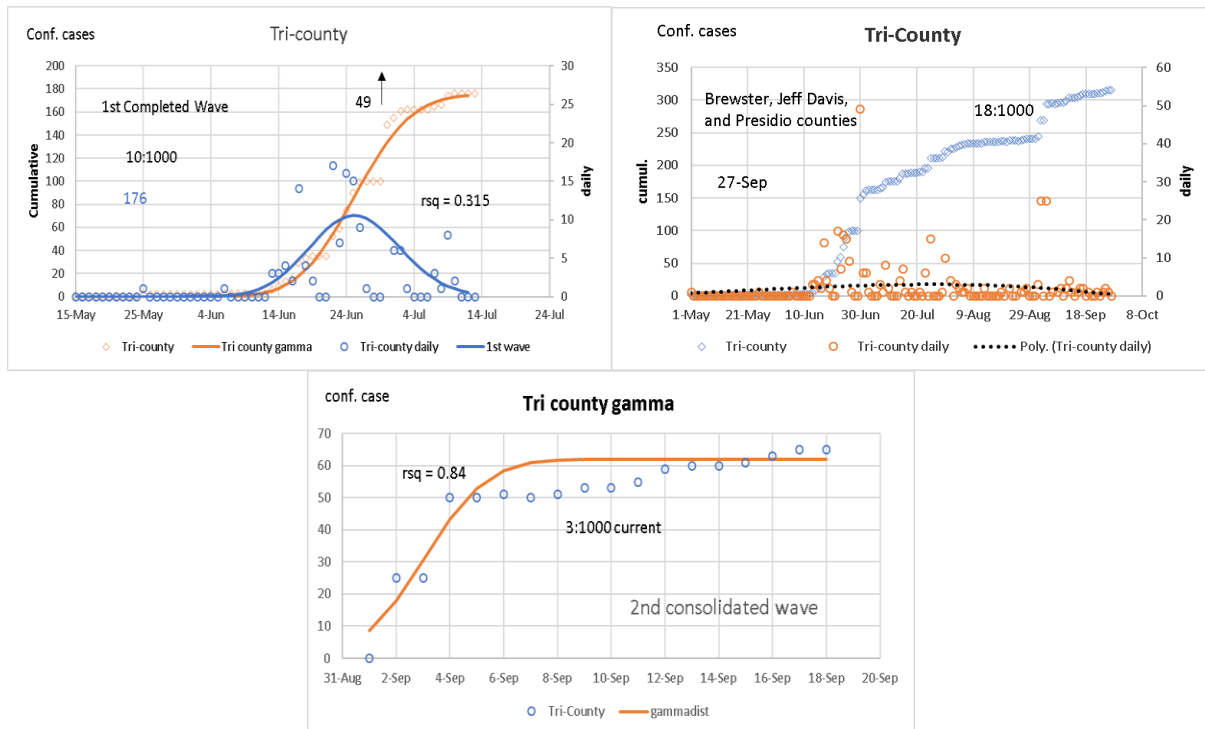 Conf. cases
Tri-county
200
180
160
140
120
100
80
60
40
20
0
Cumulative
30
25
20
15
10
5
0
daily
1st Completed Wave
49
10:1000
176
rsq = 0.315
15-May 25-May 4-Jun 14-Jun 24-Jun 4-Jul 14-Jul 24-Jul
Tri-county Tri county gamma Tri-county daily 1st wave
Conf. cases
Tri-County
350
300
250
200
150
100
50
0
cumul.
60
50
40
30
20
10
0
daily
Brewster, Jeff Davis,
and Presidio counties
18:1000
27-Sep
1-May 21-May 10-Jun 30-Jun 20-Jul 9-Aug 29-Aug 18-Sep 8-Oct
Tri-county Tri-county daily Poly. (Tri-county daily)
conf. case
Tri county gamma
70
60
50
40
30
20
10
0
rsq = 0.84
3:1000 current
2nd consolidated wave
31-Aug 2-Sep 4-Sep 6-Sep 8-Sep 10-Sep 12-Sep 14-Sep 16-Sep 18-Sep 20-Sep
Tri-County gammadist